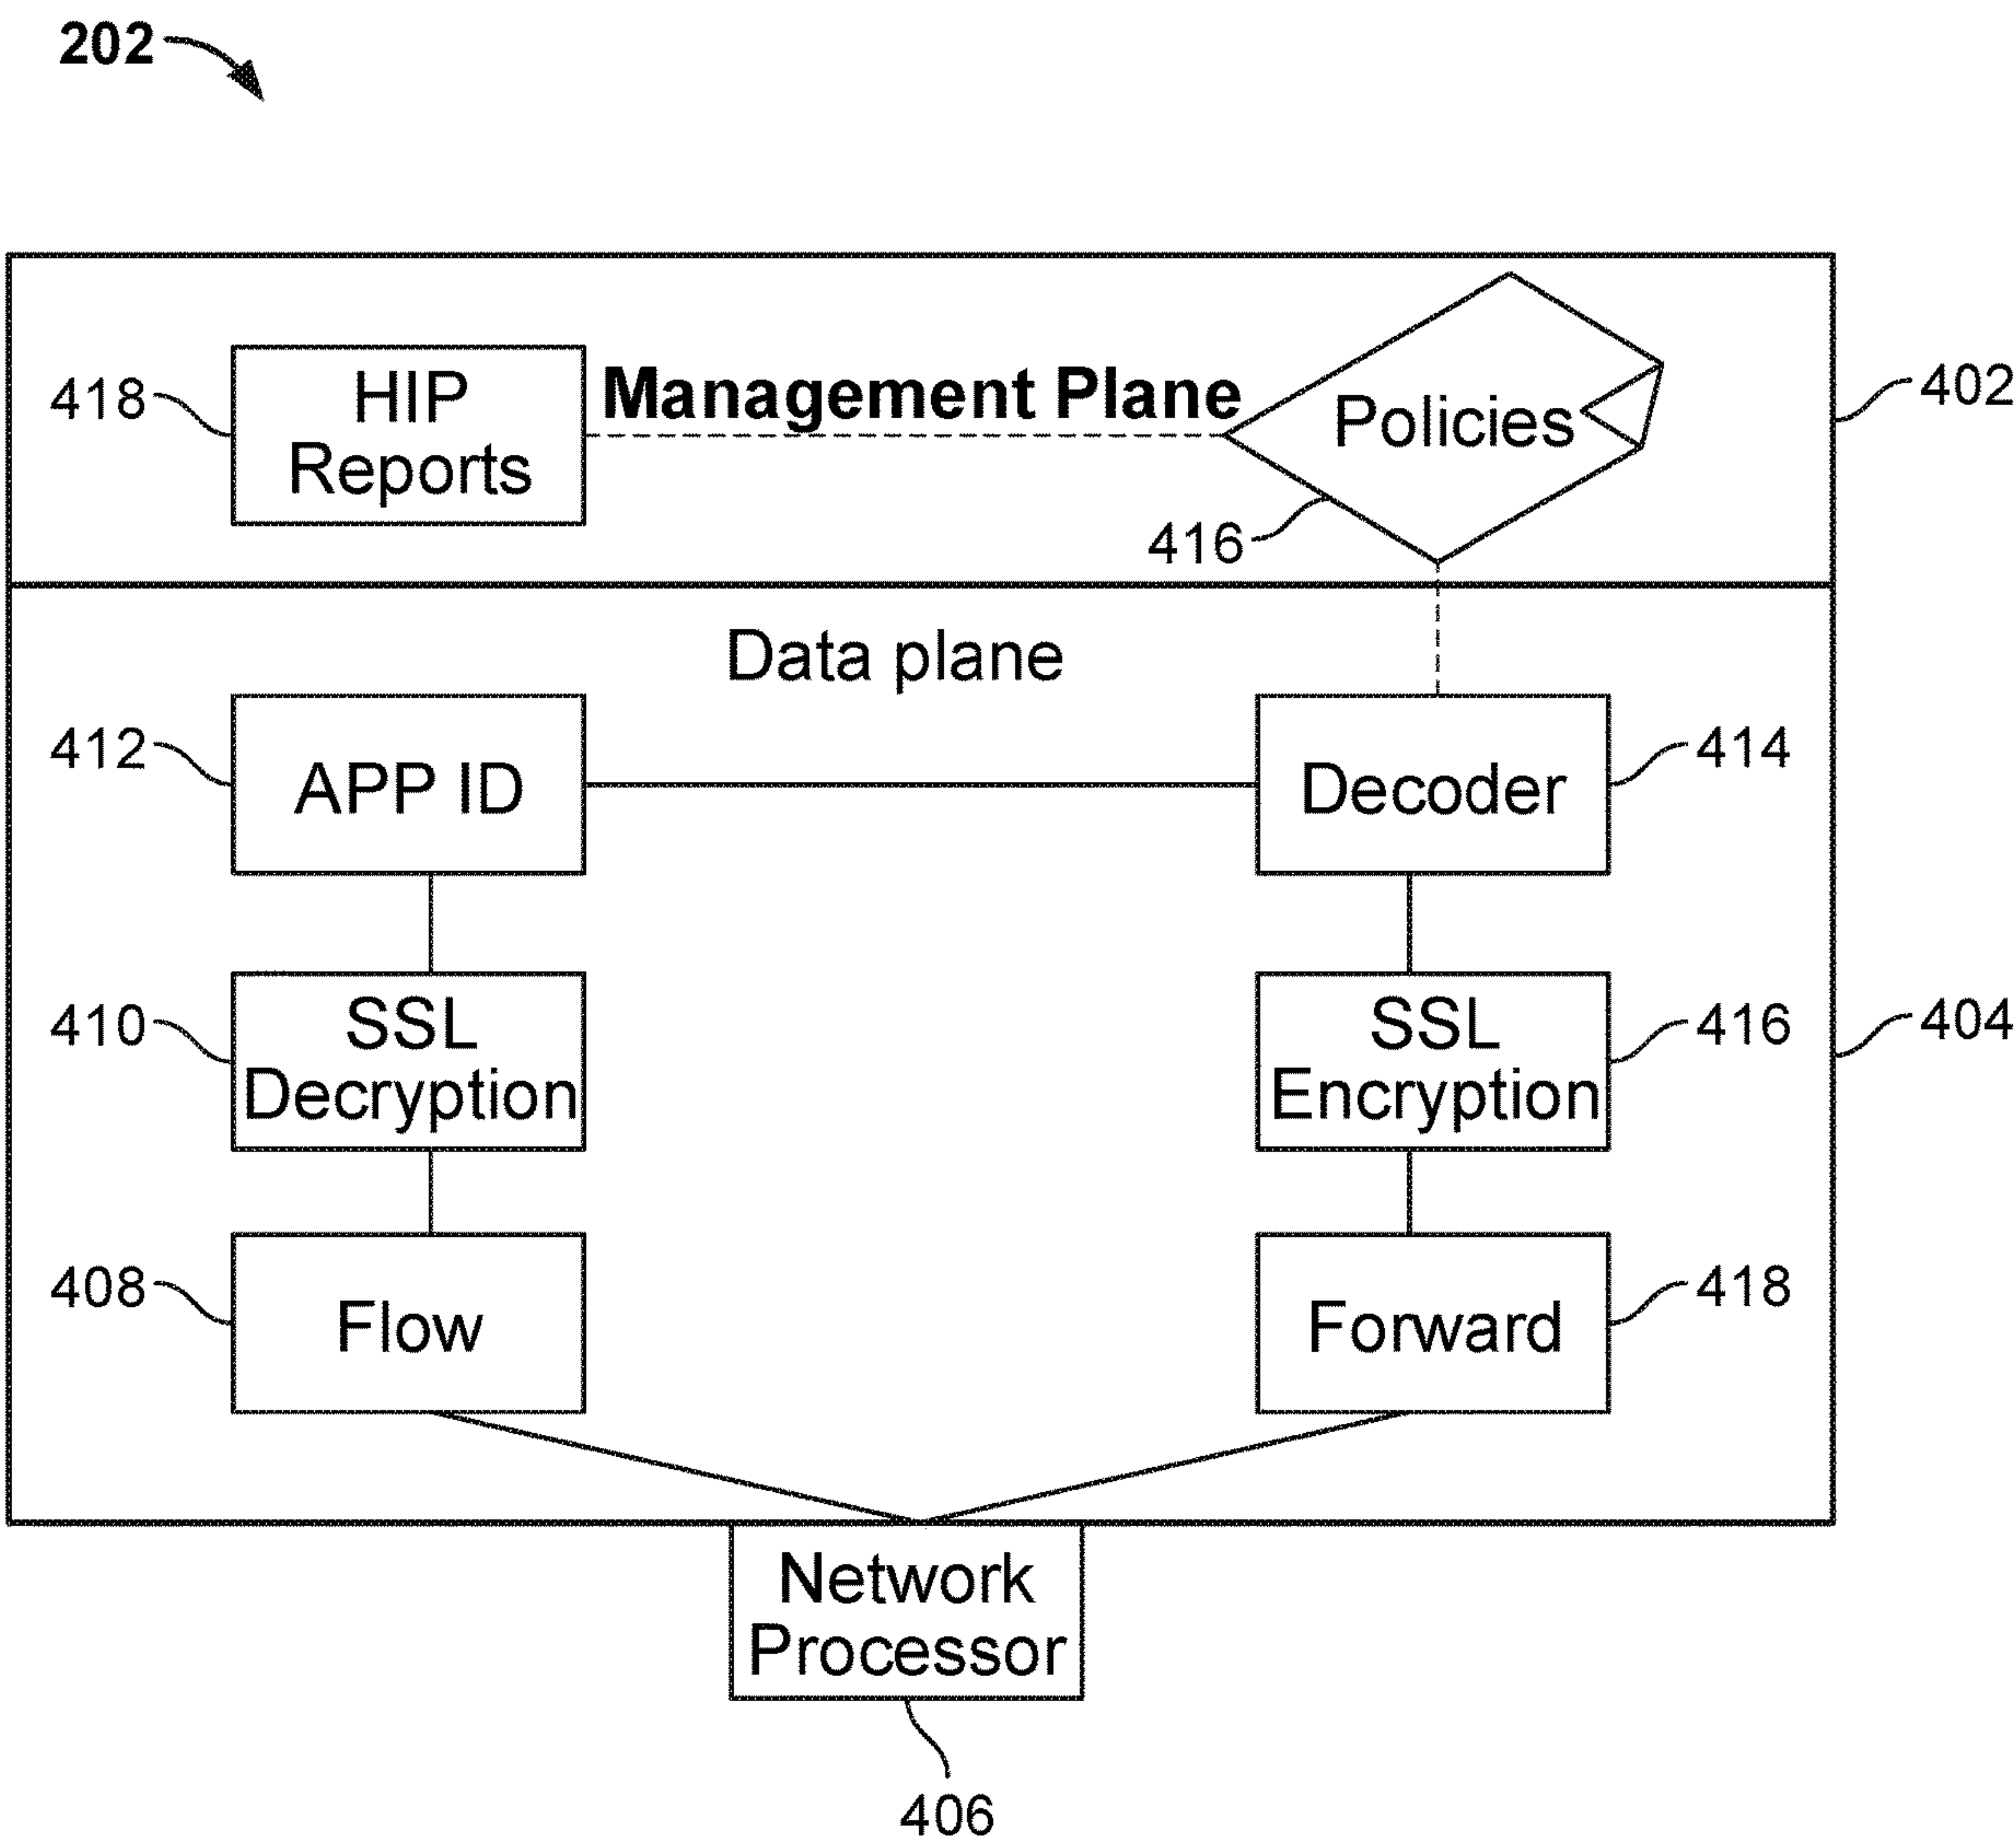 202
418
HIP
Reports
Management Plane
Policies
416
402
Data plane
412
APP ID
Decoder
414
410
SSL
Decryption
SSL
Encryption
416
404
408
Flow
Forward
418
Network
Processor
406